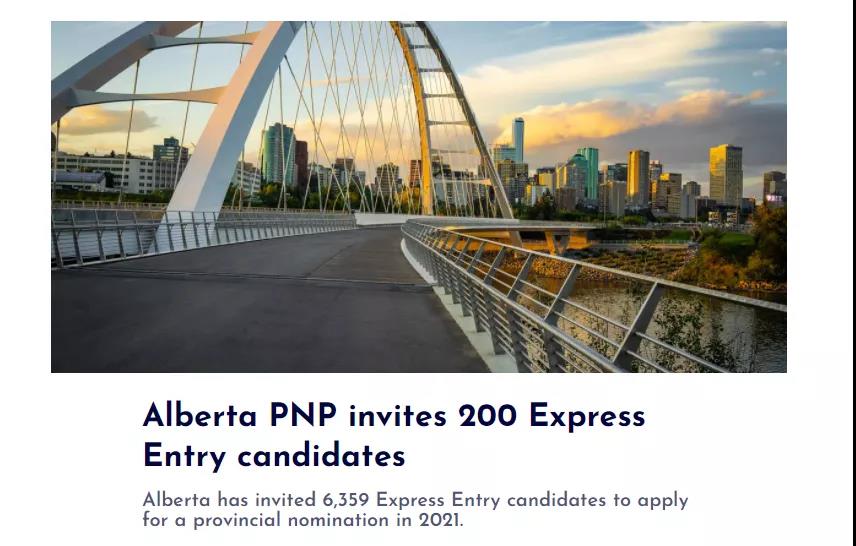 Alberta PNP invites 200 Express
Entry candidates
Alberta has invited 6,359 Express Entry candidates to apply
for a provincial nomination in 2021.